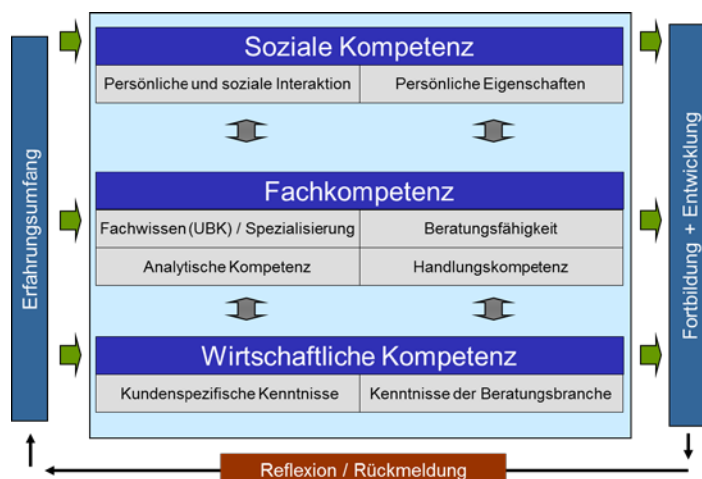 Erfahrungsumfang
Soziale Kompetenz
Persönliche und soziale Interaktion
Persönliche Eigenschaften
Fachkompetenz
Fachwissen (UBK) / Spezialisierung
Beratungsfähigkeit
Analytische Kompetenz
Handlungskompetenz
Wirtschaftliche Kompetenz
Kundenspezifische Kenntnisse
Kenntnisse der Beratungsbranche
Fortbildung + Entwicklung
Reflexion / Rückmeldung